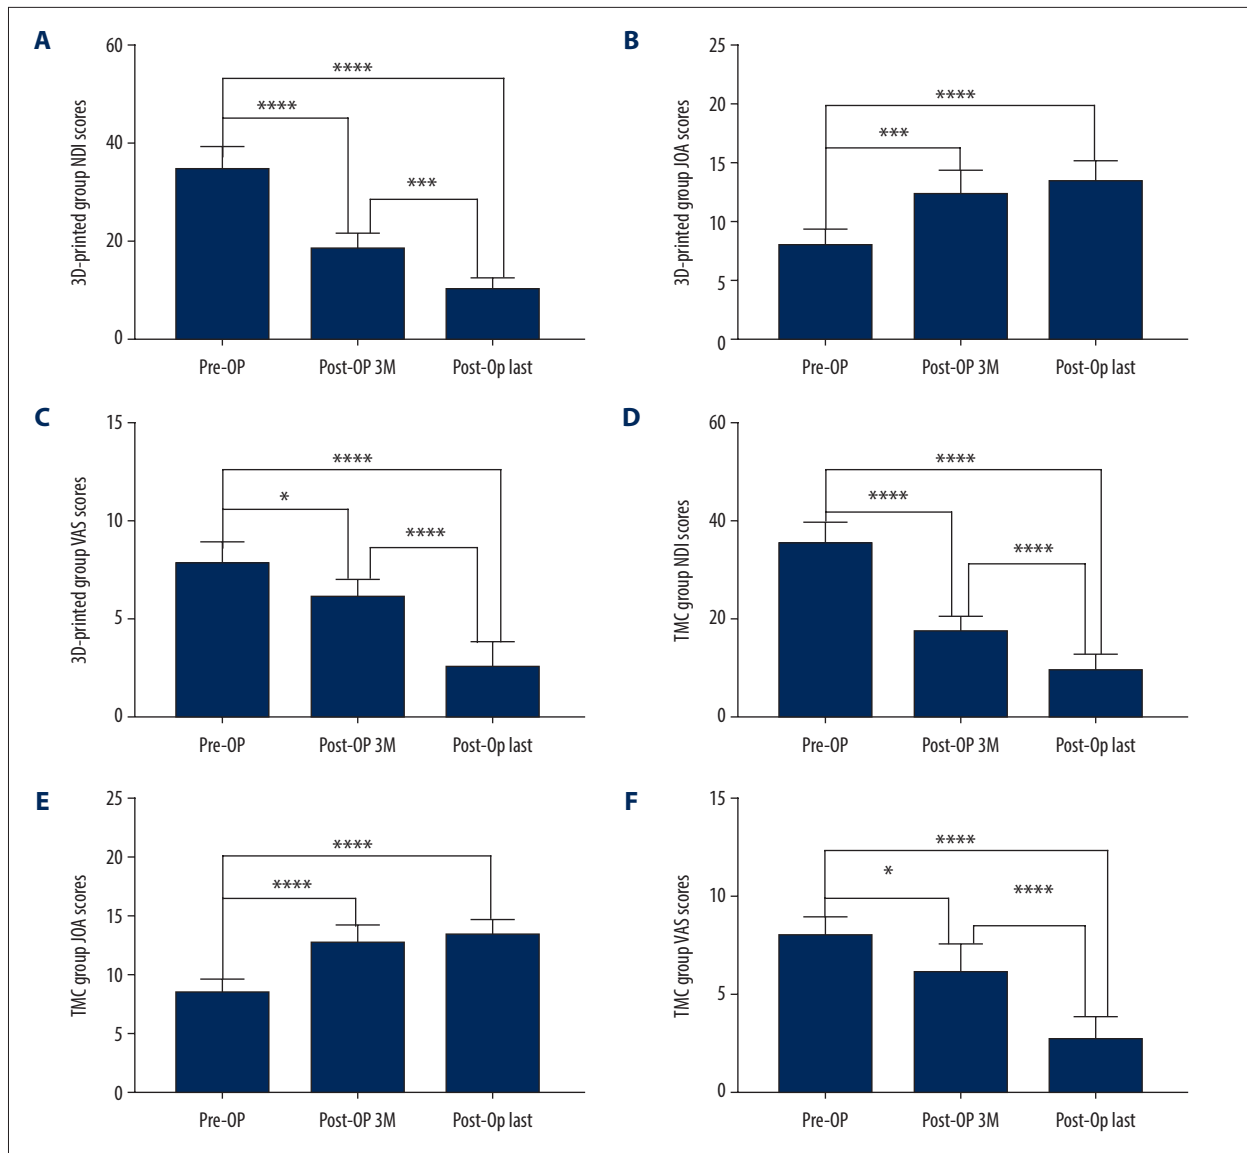 A
3D-printed group NDI scores
60
40
20
0
****
****
***
Pre-OP Post-OP 3M Post-Op last
B
3D-printed group JOA scores
25
20
15
10
5
0
****
***
Pre-OP Post-OP 3M Post-Op last
C
3D-printed group VAS scores
15
10
5
0
****
*
****
Pre-OP Post-OP 3M Post-Op last
D
TMC group NDI scores
60
40
20
0
****
****
****
Pre-OP Post-OP 3M Post-Op last
E
TMC group JOA scores
25
20
15
10
5
0
****
****
Pre-OP Post-OP 3M Post-Op last
F
TMC group VAS scores
15
10
5
0
****
*
****
Pre-OP Post-OP 3M Post-Op last